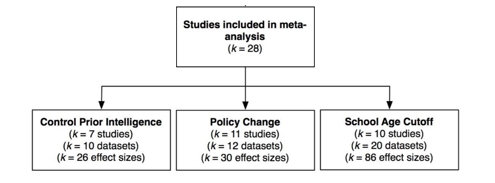 Studies included in meta-
analysis
(k = 28)
Control Prior Intelligence
(k = 7 studies)
(k = 10 datasets)
(k = 26 effect sizes)
Policy Change
(k = 11 studies)
(k = 12 datasets)
(k = 30 effect sizes)
School Age Cutoff
(k = 10 studies)
(k = 20 datasets)
(k = 86 effect sizes)